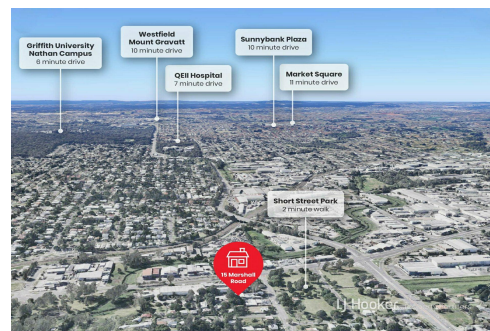 Westfield
Mount Gravatt
10 minute drive
Sunnybank Plaza
10 minute drive
Griffith University
Nathan Campus
6 minute drive
QEII Hospital
7 minute drive
Market Square
11 minute drive
Short Street Park
2 minute walk
15 Marshall
Road
LJ Hooker